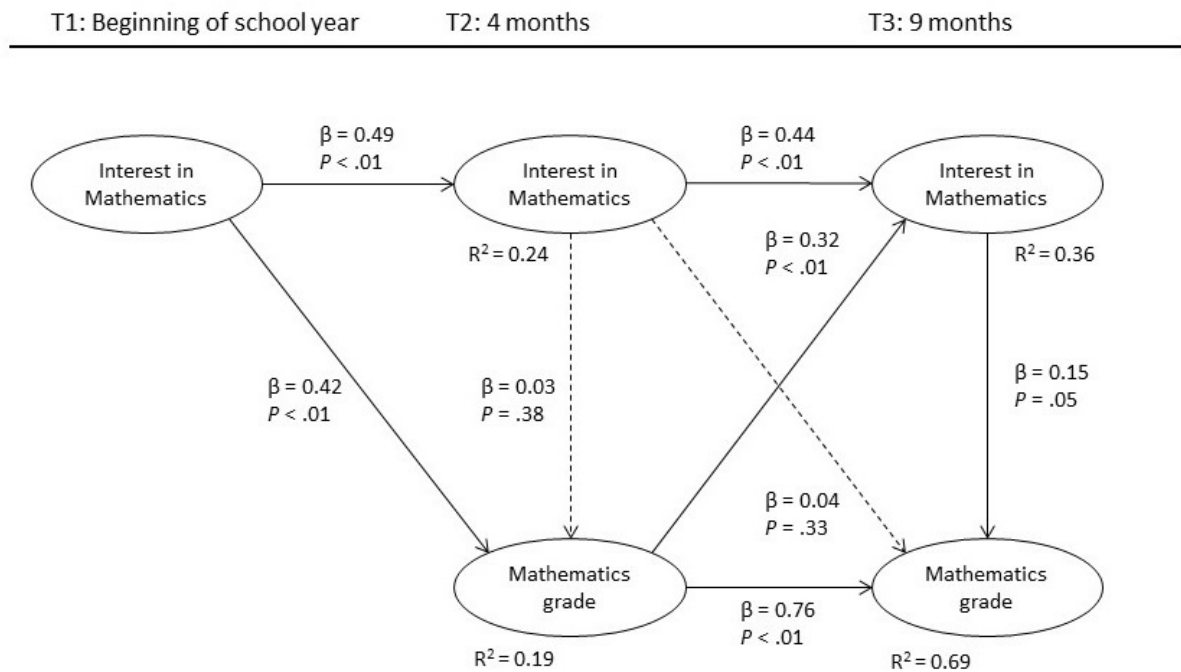 T1: Beginning of school year
T2: 4 months
T3: 9 months
β = 0.49
P < .01
β = 0.44
P < .01
Interest in
Mathematics
Interest in
Mathematics
Interest in
Mathematics
R² = 0.24
β = 0.32
P < .01
R² = 0.36
β = 0.42
P < .01
β = 0.03
P = .38
β = 0.15
P = .05
β = 0.04
P = .33
Mathematics
grade
Mathematics
grade
β = 0.76
P < .01
R² = 0.19
R² = 0.69